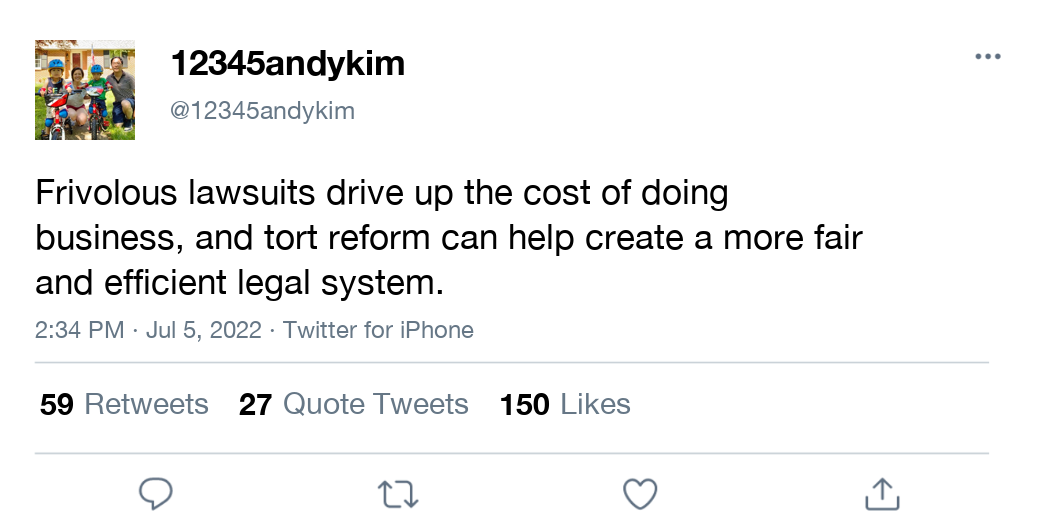 12345andykim
@12345andykim
Frivolous lawsuits drive up the cost of doing
business, and tort reform can help create a more fair
and efficient legal system.
2:34 PM · Jul 5, 2022 · Twitter for iPhone
59 Retweets 27 Quote Tweets 150 Likes